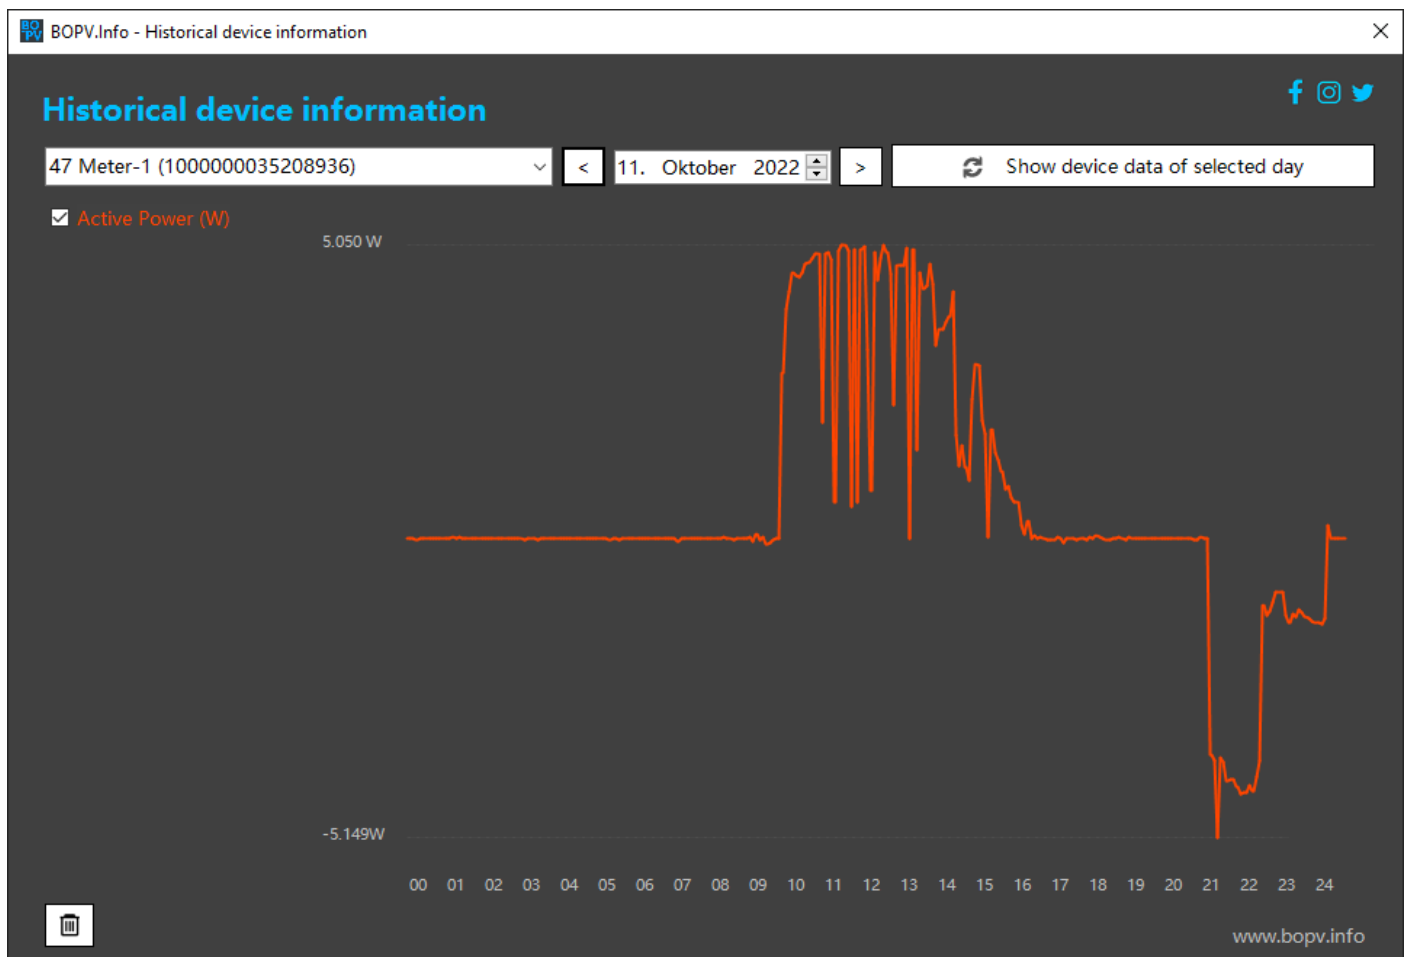 BO PV BOPV.Info - Historical device information
Historical device information
47 Meter-1 (1000000035208936) < 11. Oktober 2022 > Show device data of selected day
Active Power (W)
5.050 W
-5.149W
00 01 02 03 04 05 06 07 08 09 10 11 12 13 14 15 16 17 18 19 20 21 22 23 24
www.bopv.info